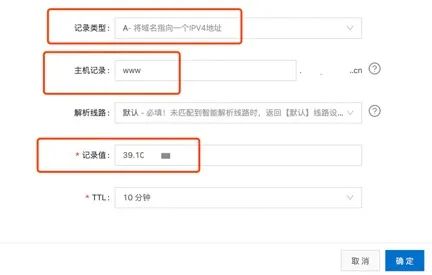 记录类型： A- 将域名指向一个IPV4地址
主机记录： www . .cn
解析线路： 默认 - 必填！未匹配到智能解析线路时，返回【默认】线路设...
* 记录值： 39.10
* TTL： 10 分钟
取消 确定